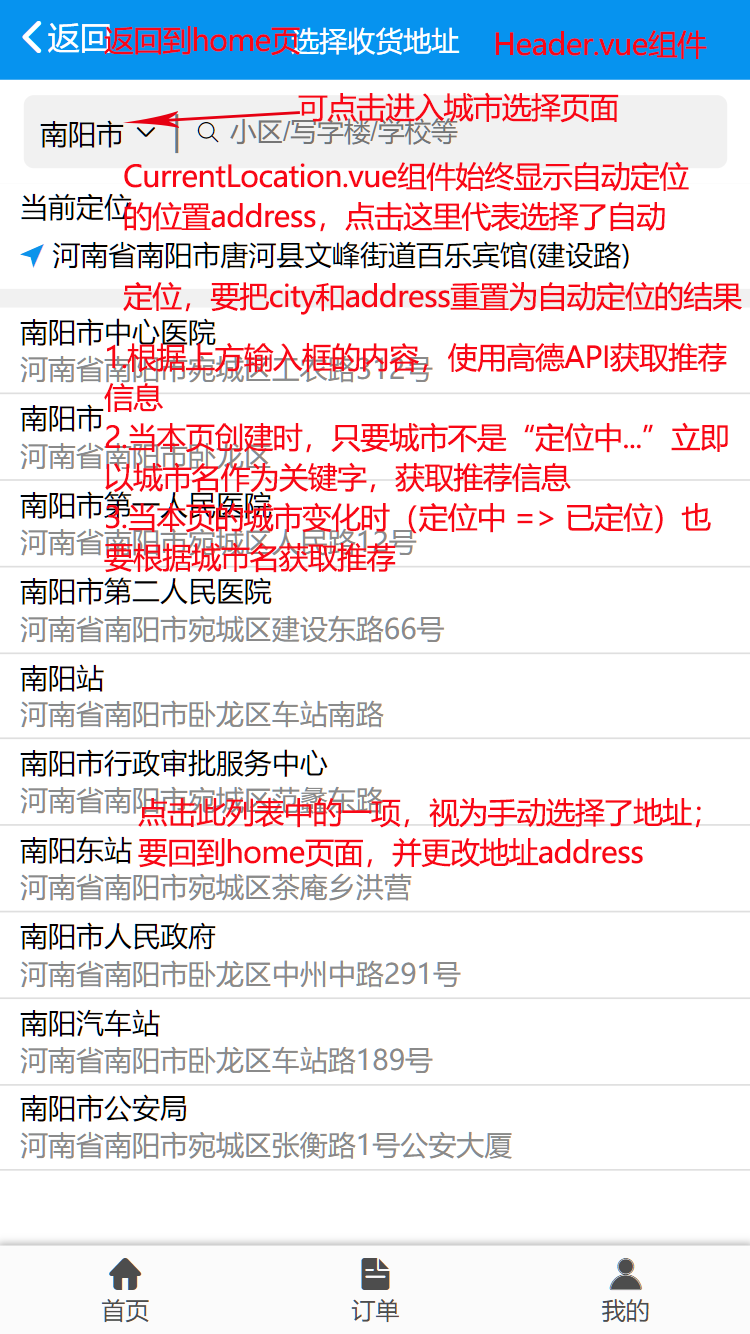 返回
返回到home页
选择收货地址
Header.vue组件
可点击进入城市选择页面
南阳市
小区/写字楼/学校等
CurrentLocation.vue组件始终显示自动定位
当前定位
的位置address，点击这里代表选择了自动
河南省南阳市唐河县文峰街道百乐宾馆(建设路)
定位，要把city和address重置为自动定位的结果
南阳市中心医院
1.根据上方输入框的内容，使用高德API获取推荐
河南省南阳市宛城区工农路312号
信息
南阳市
2.当本页创建时，只要城市不是“定位中...”立即
河南省南阳市卧龙区
以城市名作为关键字，获取推荐信息
南阳市第一人民医院
3.当本页的城市变化时（定位中 => 已定位）也
河南省南阳市宛城区人民路12号
要根据城市名获取推荐
南阳市第二人民医院
河南省南阳市宛城区建设东路66号
南阳站
河南省南阳市卧龙区车站南路
南阳市行政审批服务中心
河南省南阳市宛城区范蠡东路
点击此列表中的一项，视为手动选择了地址；
南阳东站
要回到home页面，并更改地址address
河南省南阳市宛城区茶庵乡洪营
南阳市人民政府
河南省南阳市卧龙区中州中路291号
南阳汽车站
河南省南阳市卧龙区车站路189号
南阳市公安局
河南省南阳市宛城区张衡路1号公安大厦
首页
订单
我的